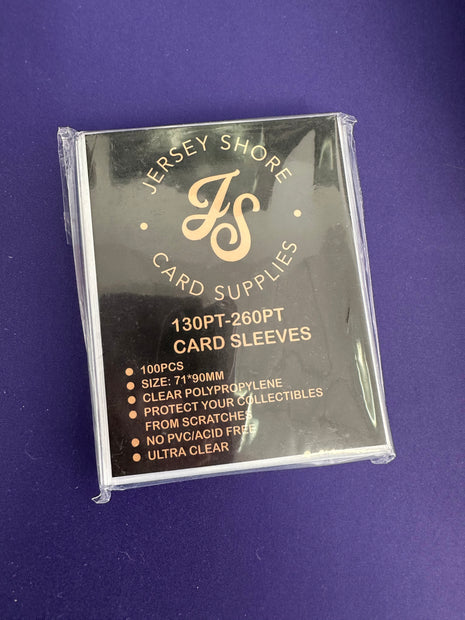 JERSEY SHORE
JS
CARD SUPPLIES
130PT-260PT
CARD SLEEVES
100PCS
SIZE: 71*90MM
CLEAR POLYPROPYLENE
PROTECT YOUR COLLECTIBLES
FROM SCRATCHES
NO PVC/ACID FREE
ULTRA CLEAR